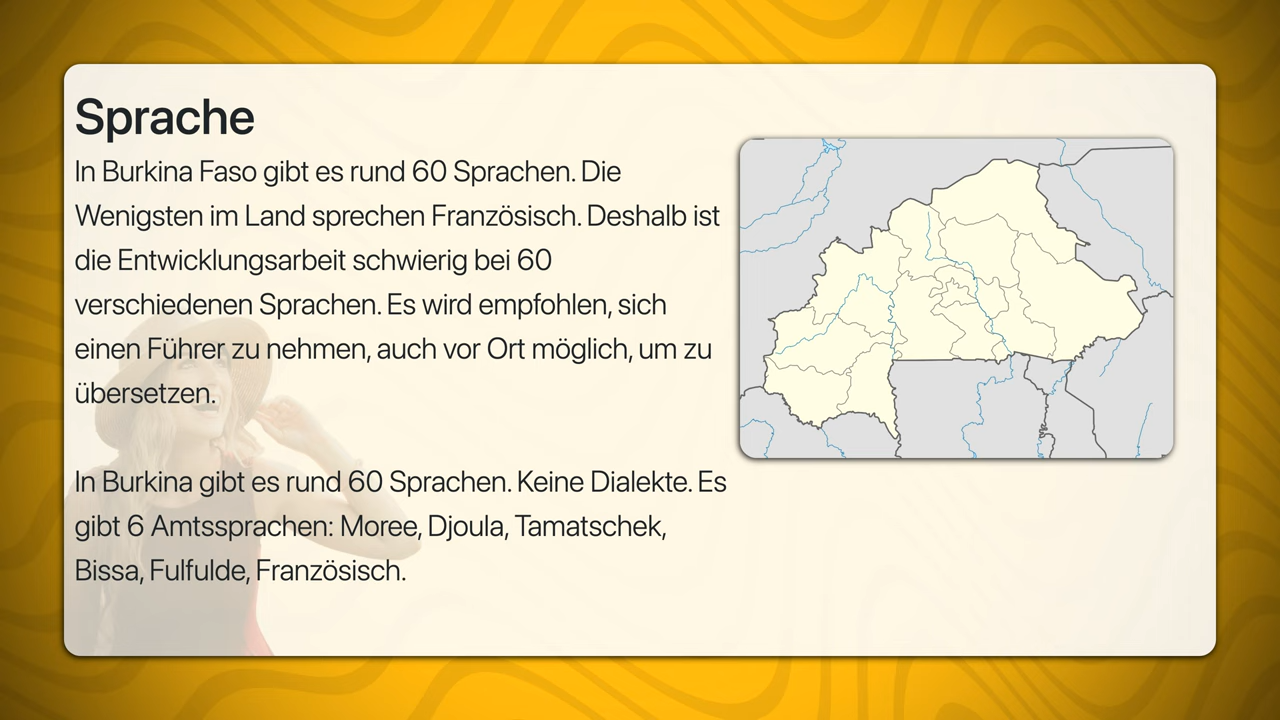 Sprache
In Burkina Faso gibt es rund 60 Sprachen. Die
Wenigsten im Land sprechen Französisch. Deshalb ist
die Entwicklungsarbeit schwierig bei 60
verschiedenen Sprachen. Es wird empfohlen, sich
einen Führer zu nehmen, auch vor Ort möglich, um zu
übersetzen.
In Burkina gibt es rund 60 Sprachen. Keine Dialekte. Es
gibt 6 Amtssprachen: Moree, Djoula, Tamatschek,
Bissa, Fulfulde, Französisch.